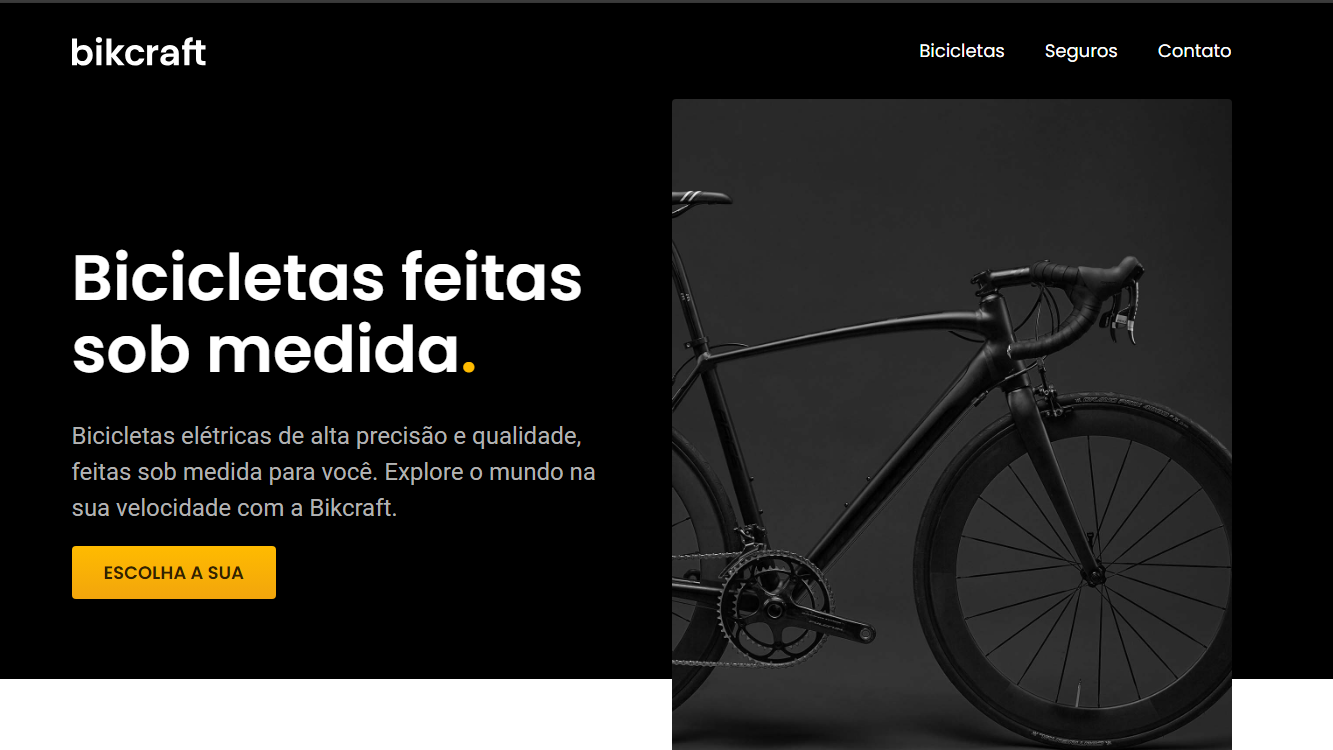 bikcraft
Bicicletas Seguros Contato
Bicicletas feitas
sob medida.
Bicicletas elétricas de alta precisão e qualidade,
feitas sob medida para você. Explore o mundo na
sua velocidade com a Bikcraft.
ESCOLHA A SUA